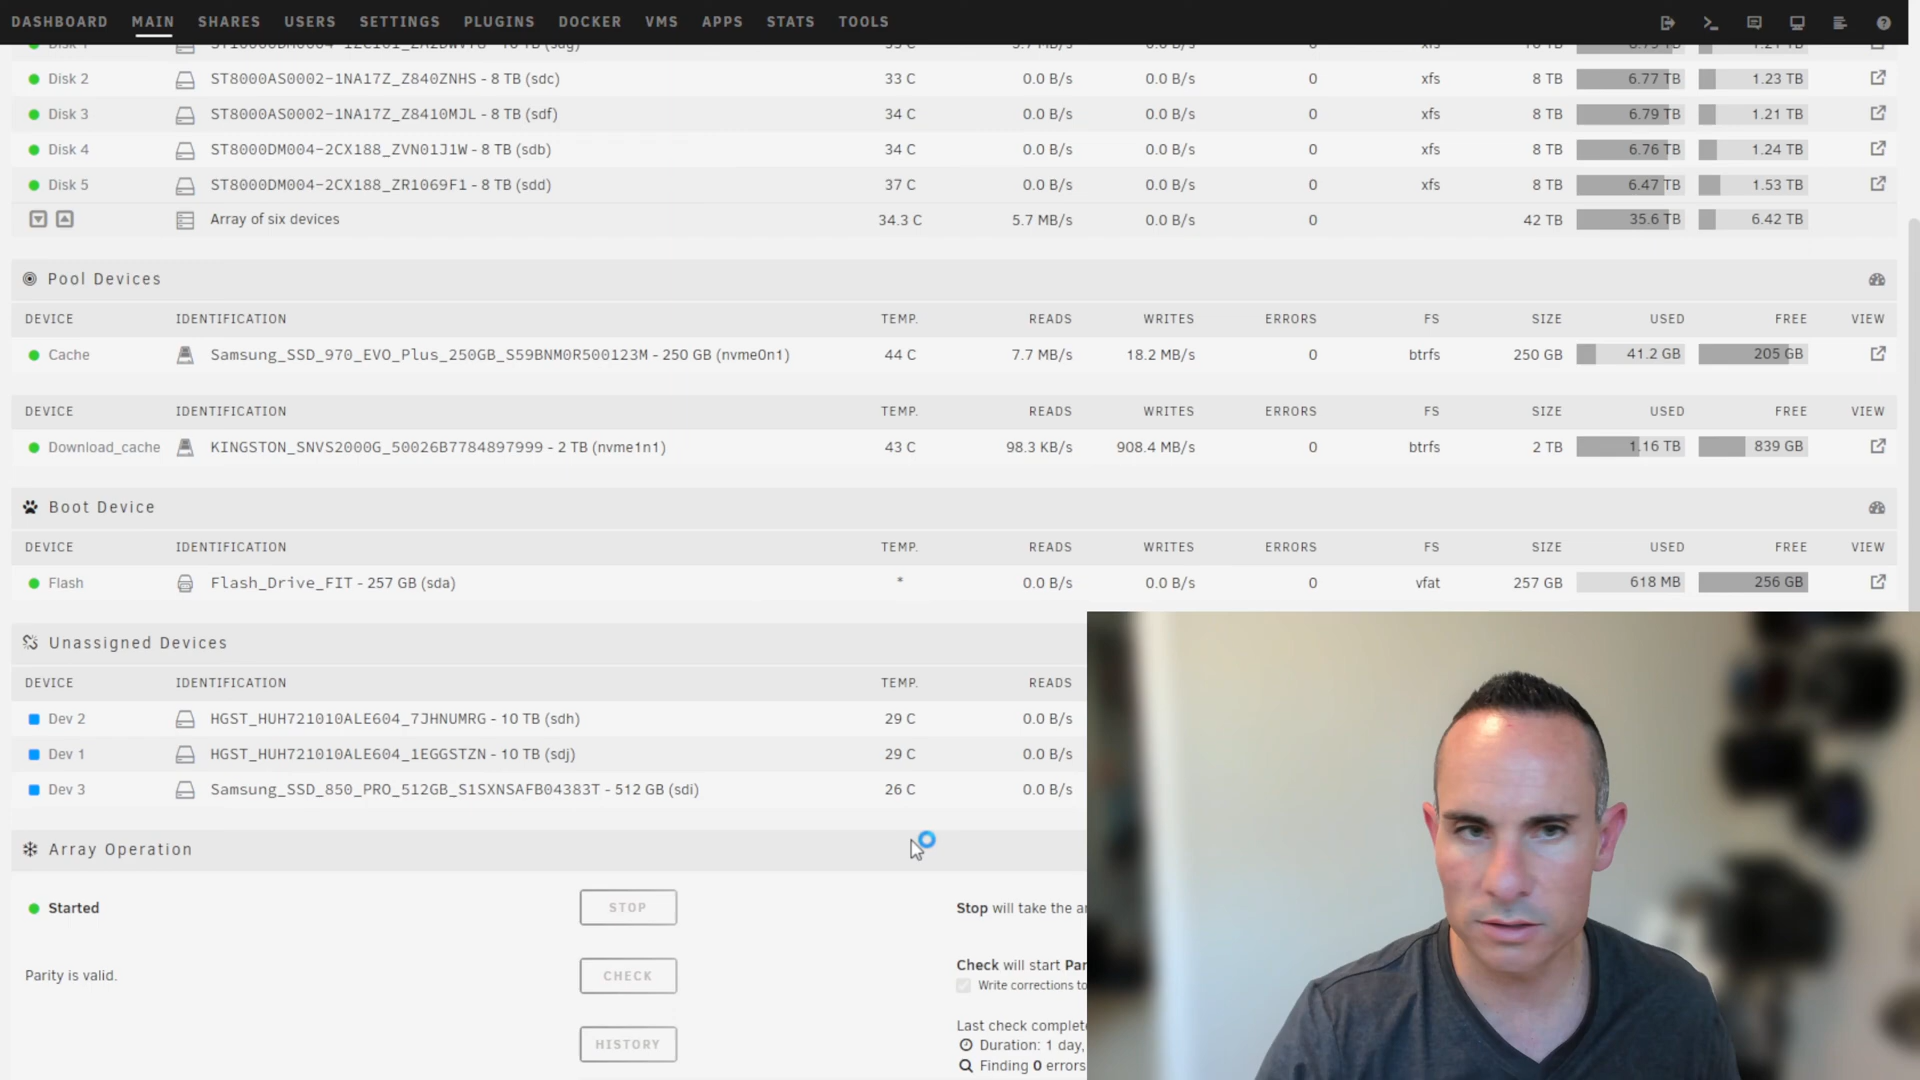 DASHBOARD MAIN SHARES USERS SETTINGS PLUGINS DOCKER VMS APPS STATS TOOLS
Disk 2 ST8000AS0002-1NA17Z_Z840ZNHS - 8 TB (sdc) 33 C 0.0 B/s 0.0 B/s 0 xfs 8 TB 6.77 TB 1.23 TB
Disk 3 ST8000AS0002-1NA17Z_Z8410MJL - 8 TB (sdf) 34 C 0.0 B/s 0.0 B/s 0 xfs 8 TB 6.79 TB 1.21 TB
Disk 4 ST8000DM004-2CX188_ZVN01J1W - 8 TB (sdb) 34 C 0.0 B/s 0.0 B/s 0 xfs 8 TB 6.76 TB 1.24 TB
Disk 5 ST8000DM004-2CX188_ZR1069F1 - 8 TB (sdd) 37 C 0.0 B/s 0.0 B/s 0 xfs 8 TB 6.47 TB 1.53 TB
Array of six devices 34.3 C 5.7 MB/s 0.0 B/s 0 42 TB 35.6 TB 6.42 TB
Pool Devices
DEVICE IDENTIFICATION TEMP. READS WRITES ERRORS FS SIZE USED FREE VIEW
Cache Samsung_SSD_970_EVO_Plus_250GB_S59BNM0R500123M - 250 GB (nvme0n1) 44 C 7.7 MB/s 18.2 MB/s 0 btrfs 250 GB 41.2 GB 205 GB
DEVICE IDENTIFICATION TEMP. READS WRITES ERRORS FS SIZE USED FREE VIEW
Download_cache KINGSTON_SNVS2000G_50026B7784897999 - 2 TB (nvme1n1) 43 C 98.3 KB/s 908.4 MB/s 0 btrfs 2 TB 1.16 TB 839 GB
Boot Device
DEVICE IDENTIFICATION TEMP. READS WRITES ERRORS FS SIZE USED FREE VIEW
Flash Flash_Drive_FIT - 257 GB (sda) * 0.0 B/s 0.0 B/s 0 vfat 257 GB 618 MB 256 GB
Unassigned Devices
DEVICE IDENTIFICATION TEMP. READS
Dev 2 HGST_HUH721010ALE604_7JHNUMRG - 10 TB (sdh) 29 C 0.0 B/s
Dev 1 HGST_HUH721010ALE604_1EGGSTZN - 10 TB (sdj) 29 C 0.0 B/s
Dev 3 Samsung_SSD_850_PRO_512GB_S1SXNSAFB04383T - 512 GB (sdi) 26 C 0.0 B/s
Array Operation
Started STOP Stop will take the
Parity is valid. CHECK Check will start
Write corrections to
HISTORY Last check
Duration: 1 day,
Finding 0 errors